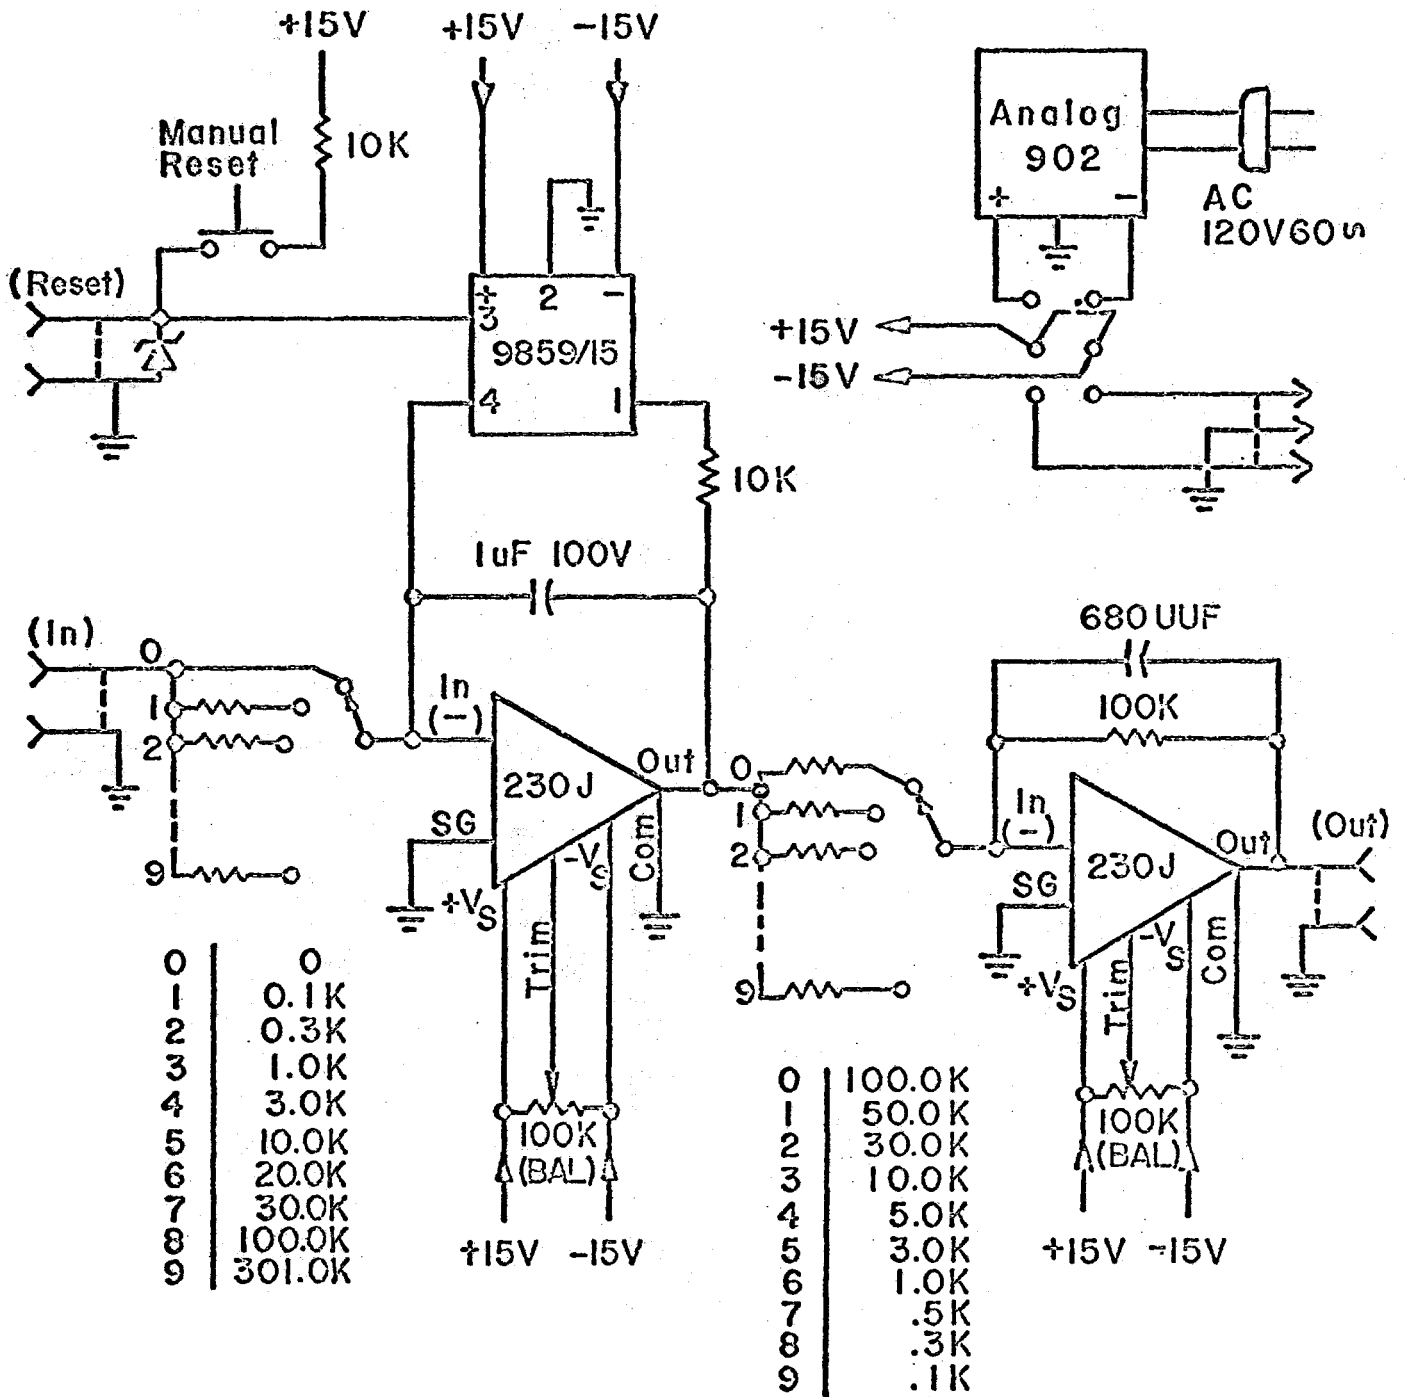 +15V
+15V
-15V
Manual
Reset
10K
(Reset)
+
2
-
3
9859/15
4
1
10K
1uF 100V
Analog
902
+
-
AC
120V60∽
+15V
-15V
(In)
0
1
2
9
In
(-)
230J
Out
SG
+VS
-VS
Com
Trim
100K
(BAL)
+15V
-15V
0
1
2
9
680UUF
100K
In
(-)
230J
Out
(Out)
SG
+VS
-VS
Com
Trim
100K
(BAL)
+15V
-15V
0 0
1 0.1K
2 0.3K
3 1.0K
4 3.0K
5 10.0K
6 20.0K
7 30.0K
8 100.0K
9 301.0K
0 100.0K
1 50.0K
2 30.0K
3 10.0K
4 5.0K
5 3.0K
6 1.0K
7 .5K
8 .3K
9 .1K